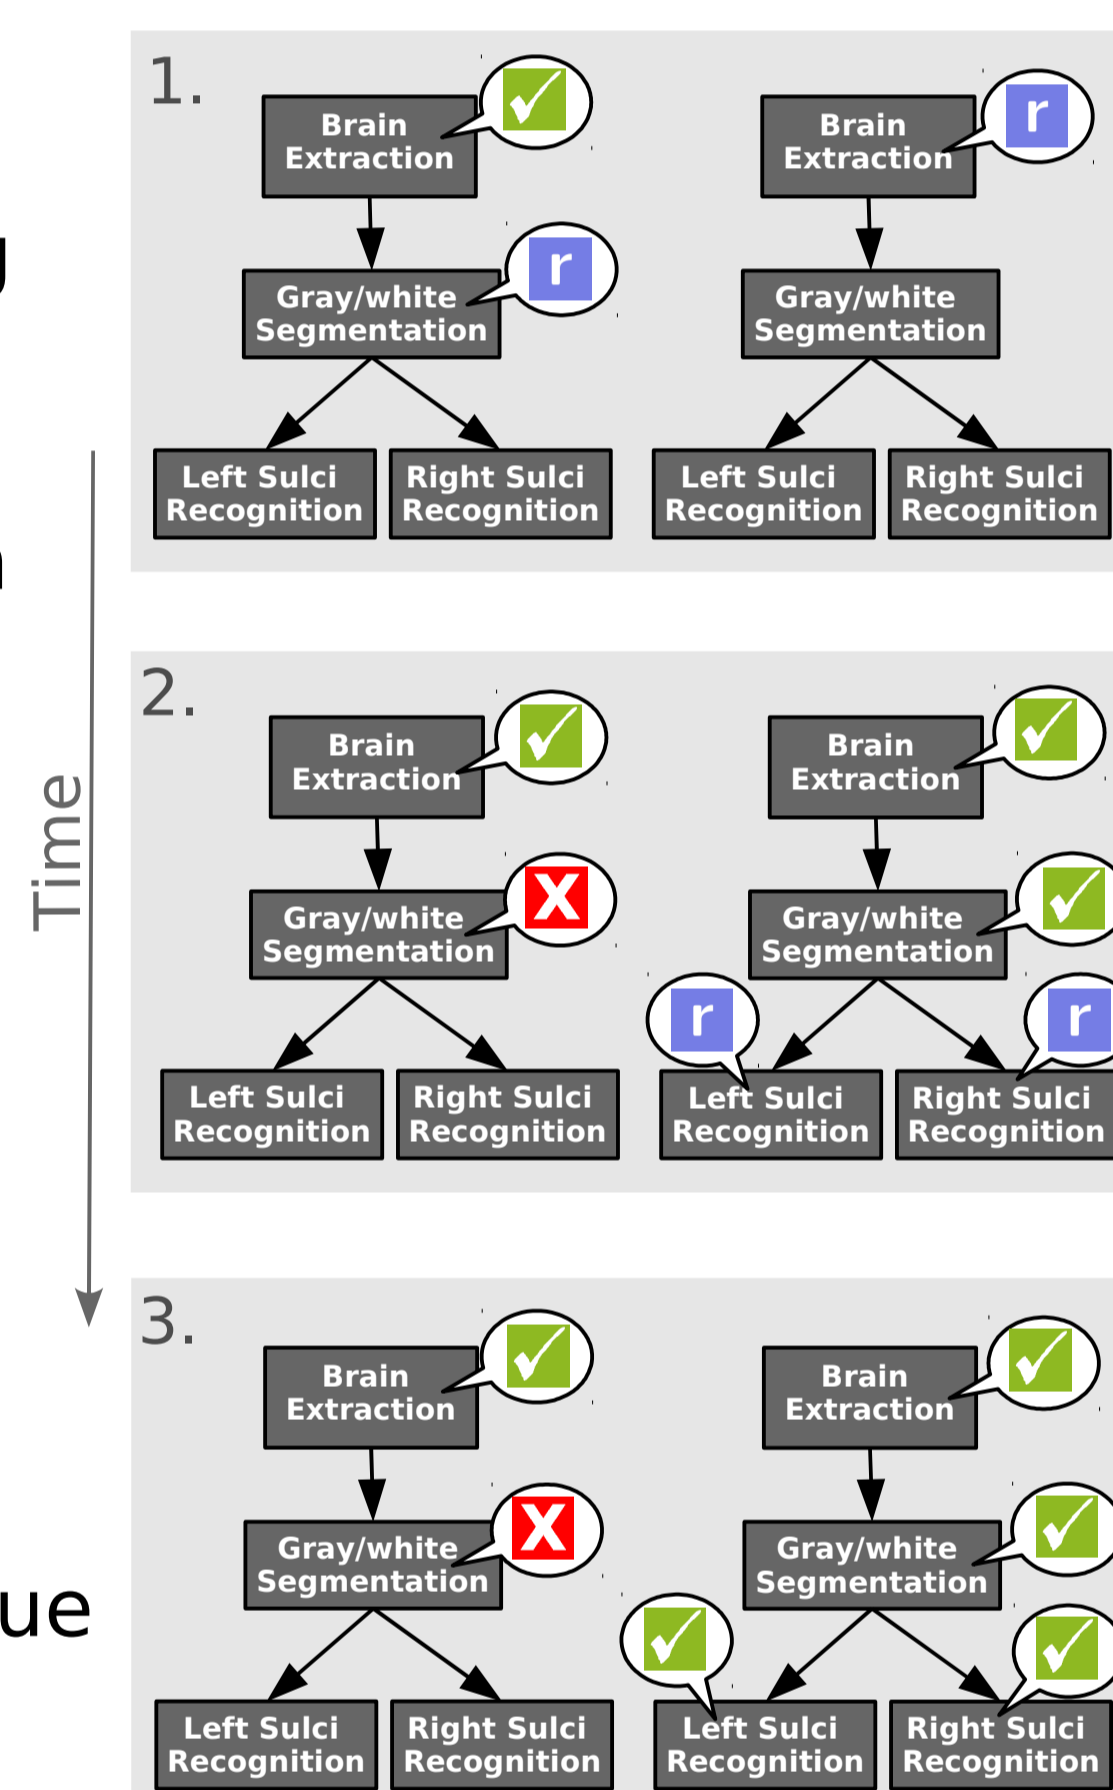 1.
Brain
Extraction
r
Gray/white
Segmentation
Left Sulci
Recognition
Right Sulci
Recognition
Brain
Extraction
r
Gray/white
Segmentation
Left Sulci
Recognition
Right Sulci
Recognition
Time
2.
Brain
Extraction
X
Gray/white
Segmentation
Left Sulci
Recognition
Right Sulci
Recognition
Brain
Extraction
Gray/white
Segmentation
r
r
Left Sulci
Recognition
Right Sulci
Recognition
3.
Brain
Extraction
X
Gray/white
Segmentation
Left Sulci
Recognition
Right Sulci
Recognition
Brain
Extraction
Gray/white
Segmentation
Left Sulci
Recognition
Right Sulci
Recognition